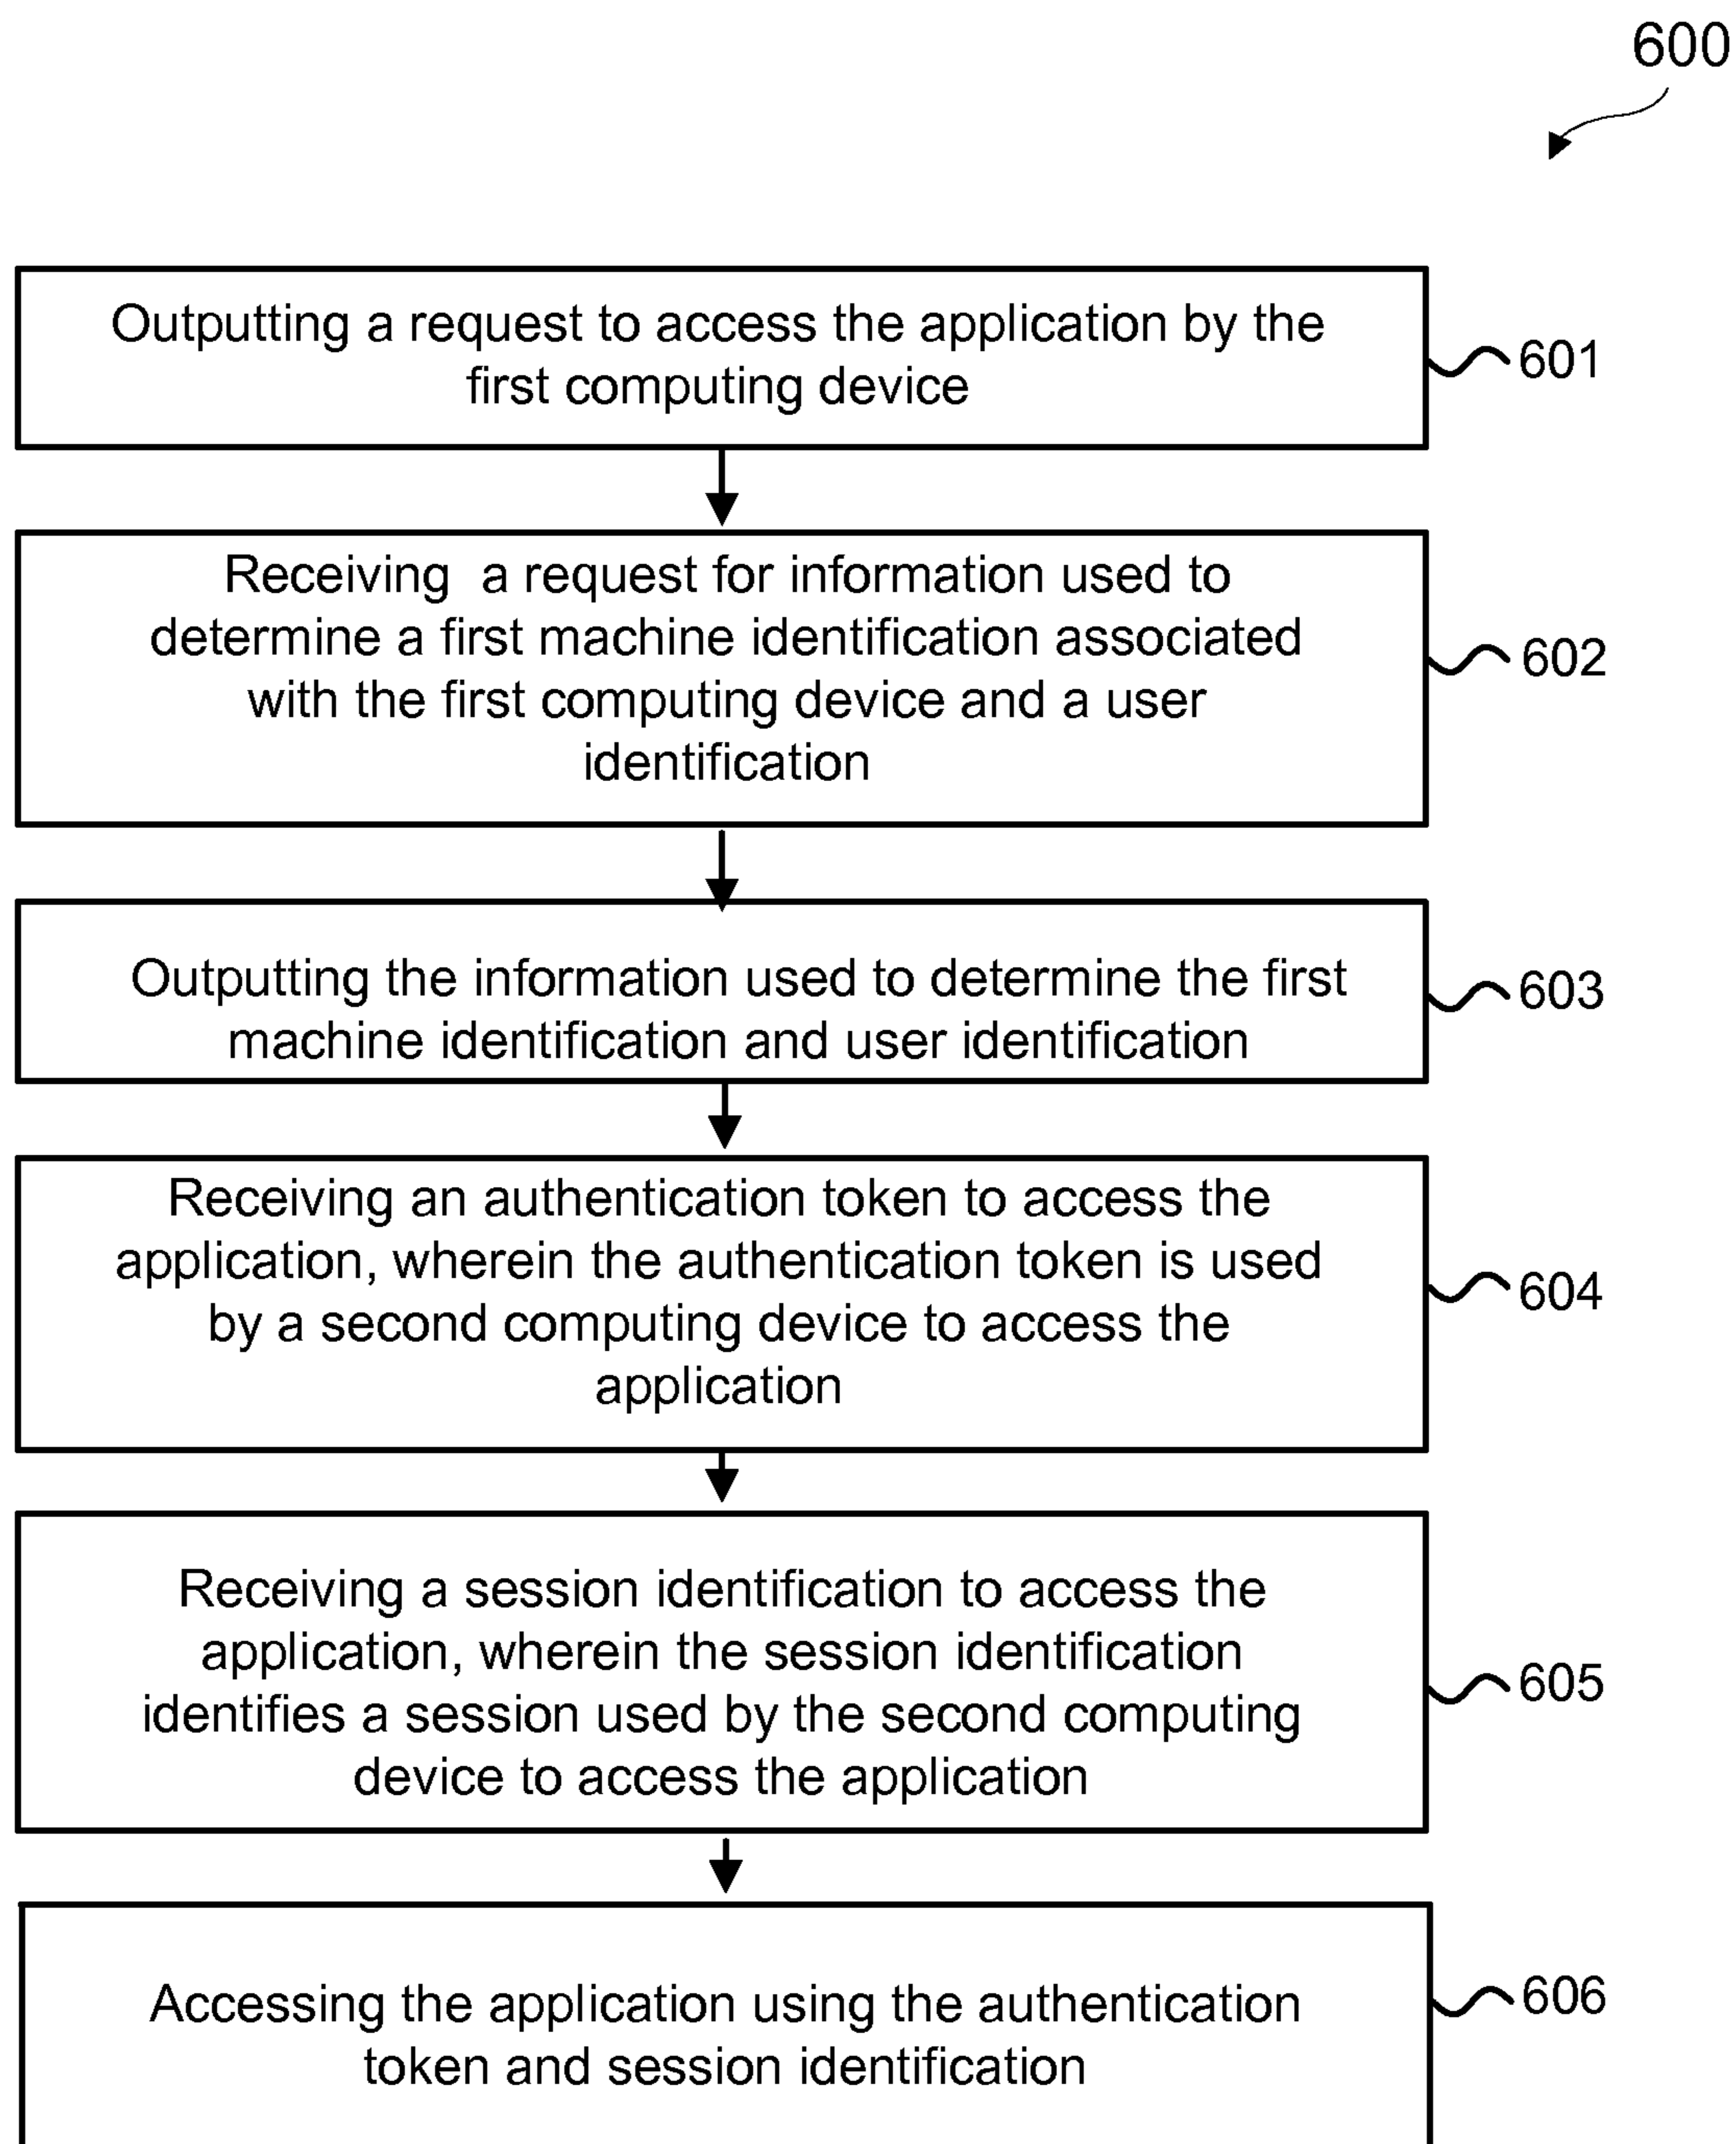 600
Outputting a request to access the application by the
first computing device
601
Receiving a request for information used to
determine a first machine identification associated
with the first computing device and a user
identification
602
Outputting the information used to determine the first
machine identification and user identification
603
Receiving an authentication token to access the
application, wherein the authentication token is used
by a second computing device to access the
application
604
Receiving a session identification to access the
application, wherein the session identification
identifies a session used by the second computing
device to access the application
605
Accessing the application using the authentication
token and session identification
606